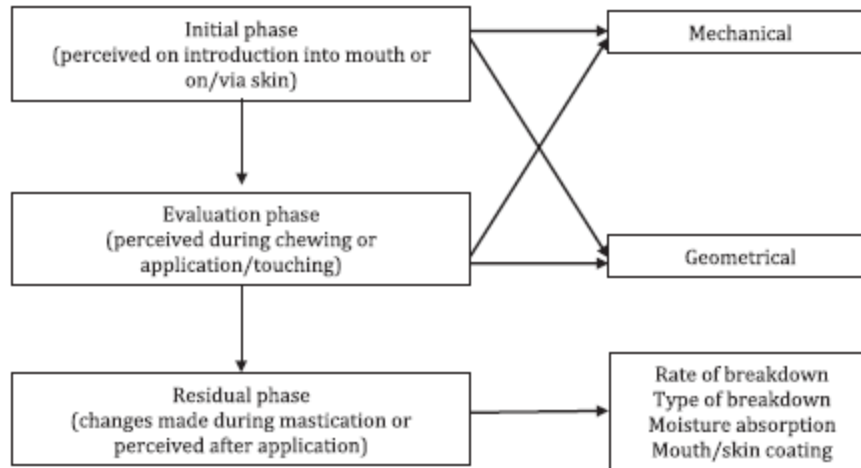 Initial phase
(perceived on introduction into mouth or
on/via skin)
Mechanical
Evaluation phase
(perceived during chewing or
application/touching)
Geometrical
Residual phase
(changes made during mastication or
perceived after application)
Rate of breakdown
Type of breakdown
Moisture absorption
Mouth/skin coating